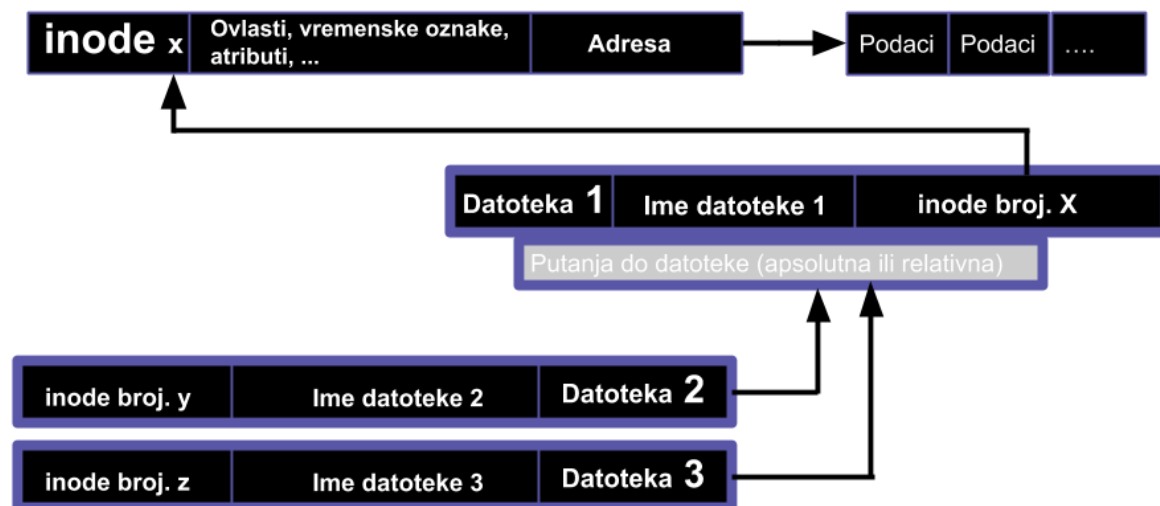 inode x
Ovlasti, vremenske oznake,
atributi, ...
Adresa
Podaci
Podaci
....
Datoteka 1
Ime datoteke 1
inode broj. X
Putanja do datoteke (apsolutna ili relativna)
inode broj. y
Ime datoteke 2
Datoteka 2
inode broj. z
Ime datoteke 3
Datoteka 3